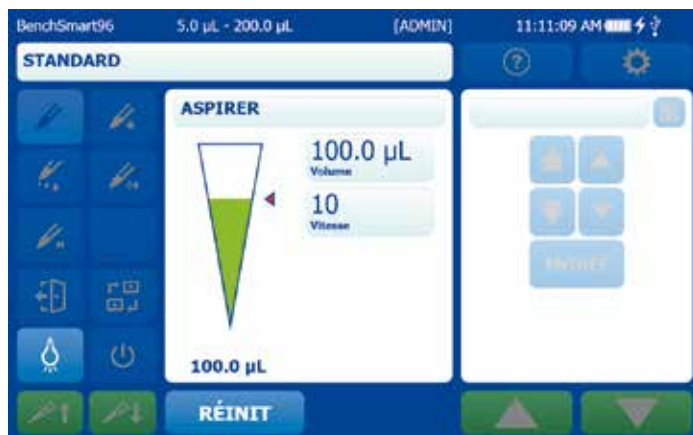 BenchSmart96 5.0 µL - 200.0 µL [ADMIN] 11:11:09 AM
STANDARD
ASPIRER
100.0 µL
Volume
10
Vitesse
100.0 µL
RÉINIT